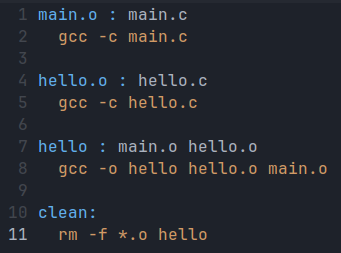 1 main.o : main.c
2   gcc -c main.c
3
4 hello.o : hello.c
5   gcc -c hello.c
6
7 hello : main.o hello.o
8   gcc -o hello hello.o main.o
9
10 clean:
11   rm -f *.o hello